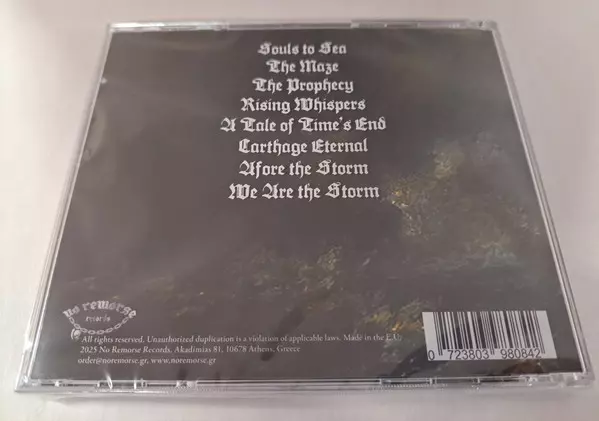 Souls to Sea
The Maze
The Prophecy
Rising Whispers
A Tale of Time's End
Carthage Eternal
Afore the Storm
We Are the Storm
No Remorse
records
All rights reserved. Unauthorized duplication is a violation of applicable laws. Made in the E.U.
2025 No Remorse Records, Akadimias 81, 10678 Athens, Greece
order@noremorse.gr, www.noremorse.gr
0 723803 980842